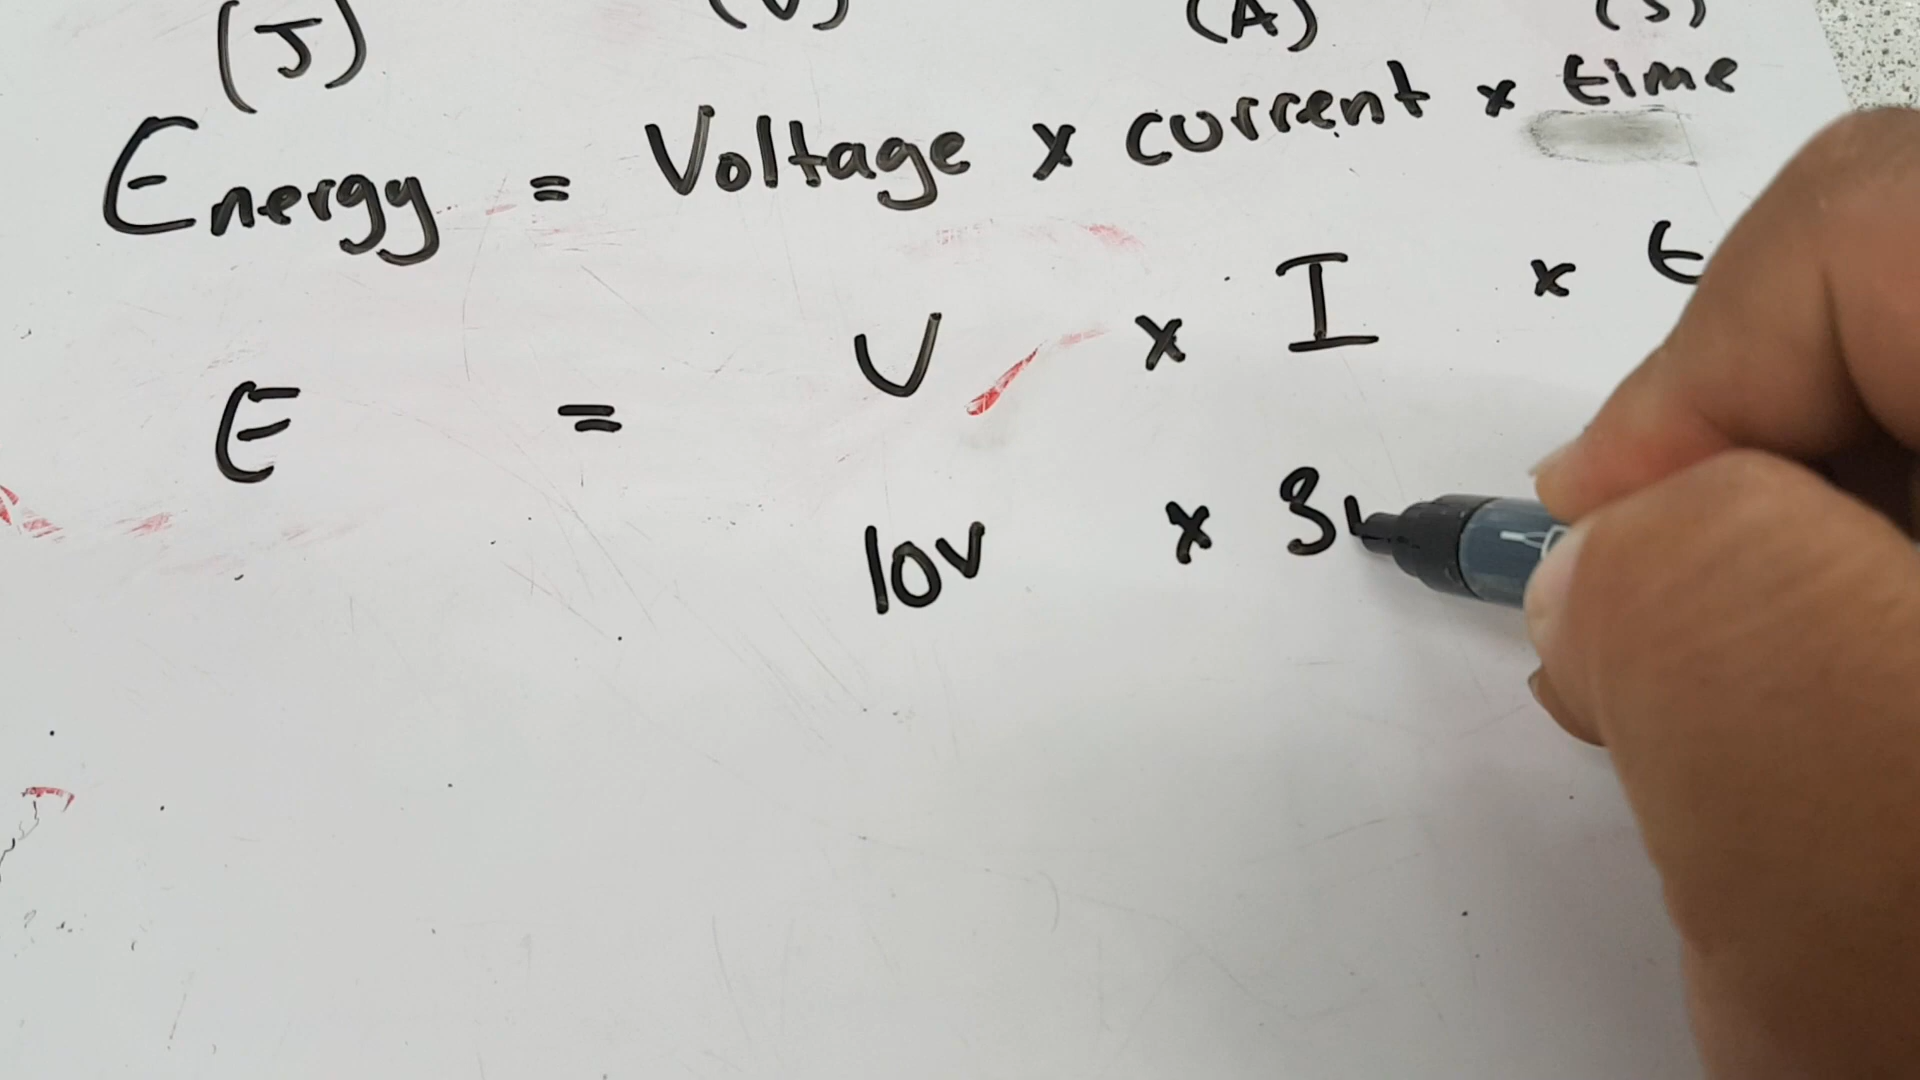 (J) (V) (A) (s)
Energy = Voltage x current x time
E = V x I x t
10V x 3